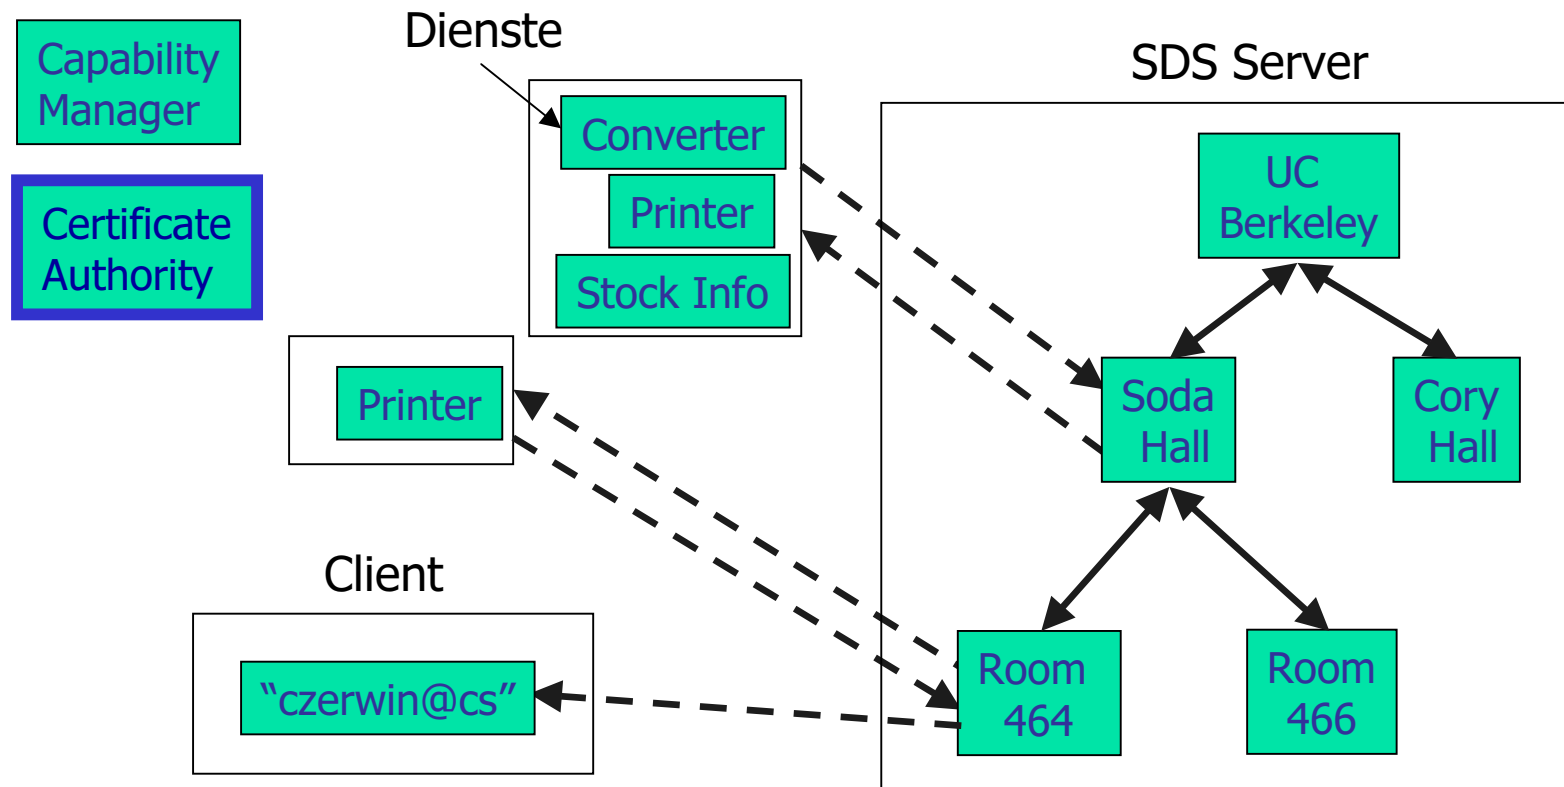 Dienste
SDS Server
Capability
Manager
Certificate
Authority
Converter
Printer
Stock Info
UC
Berkeley
Printer
Soda
Hall
Cory
Hall
Client
“czerwin@cs”
Room
464
Room
466